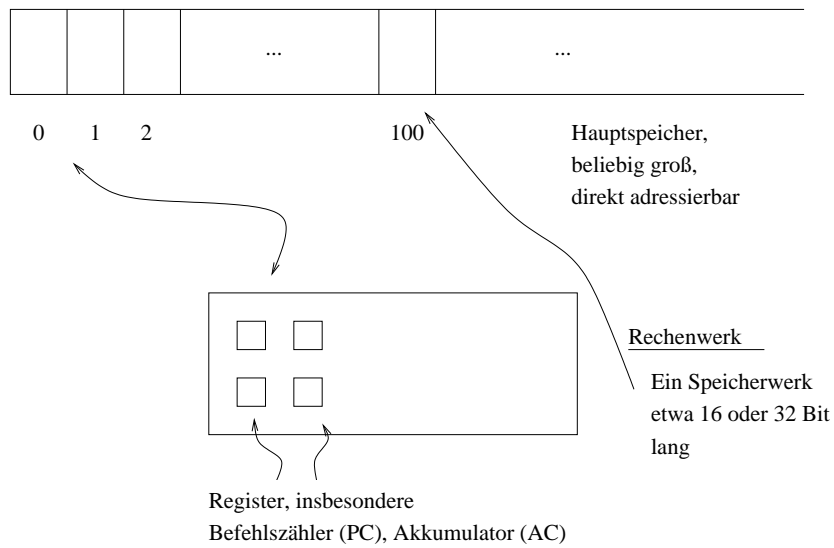 ... ...
0 1 2 100
Hauptspeicher,
beliebig groß,
direkt adressierbar
Rechenwerk
Ein Speicherwerk
etwa 16 oder 32 Bit
lang
Register, insbesondere
Befehlszähler (PC), Akkumulator (AC)